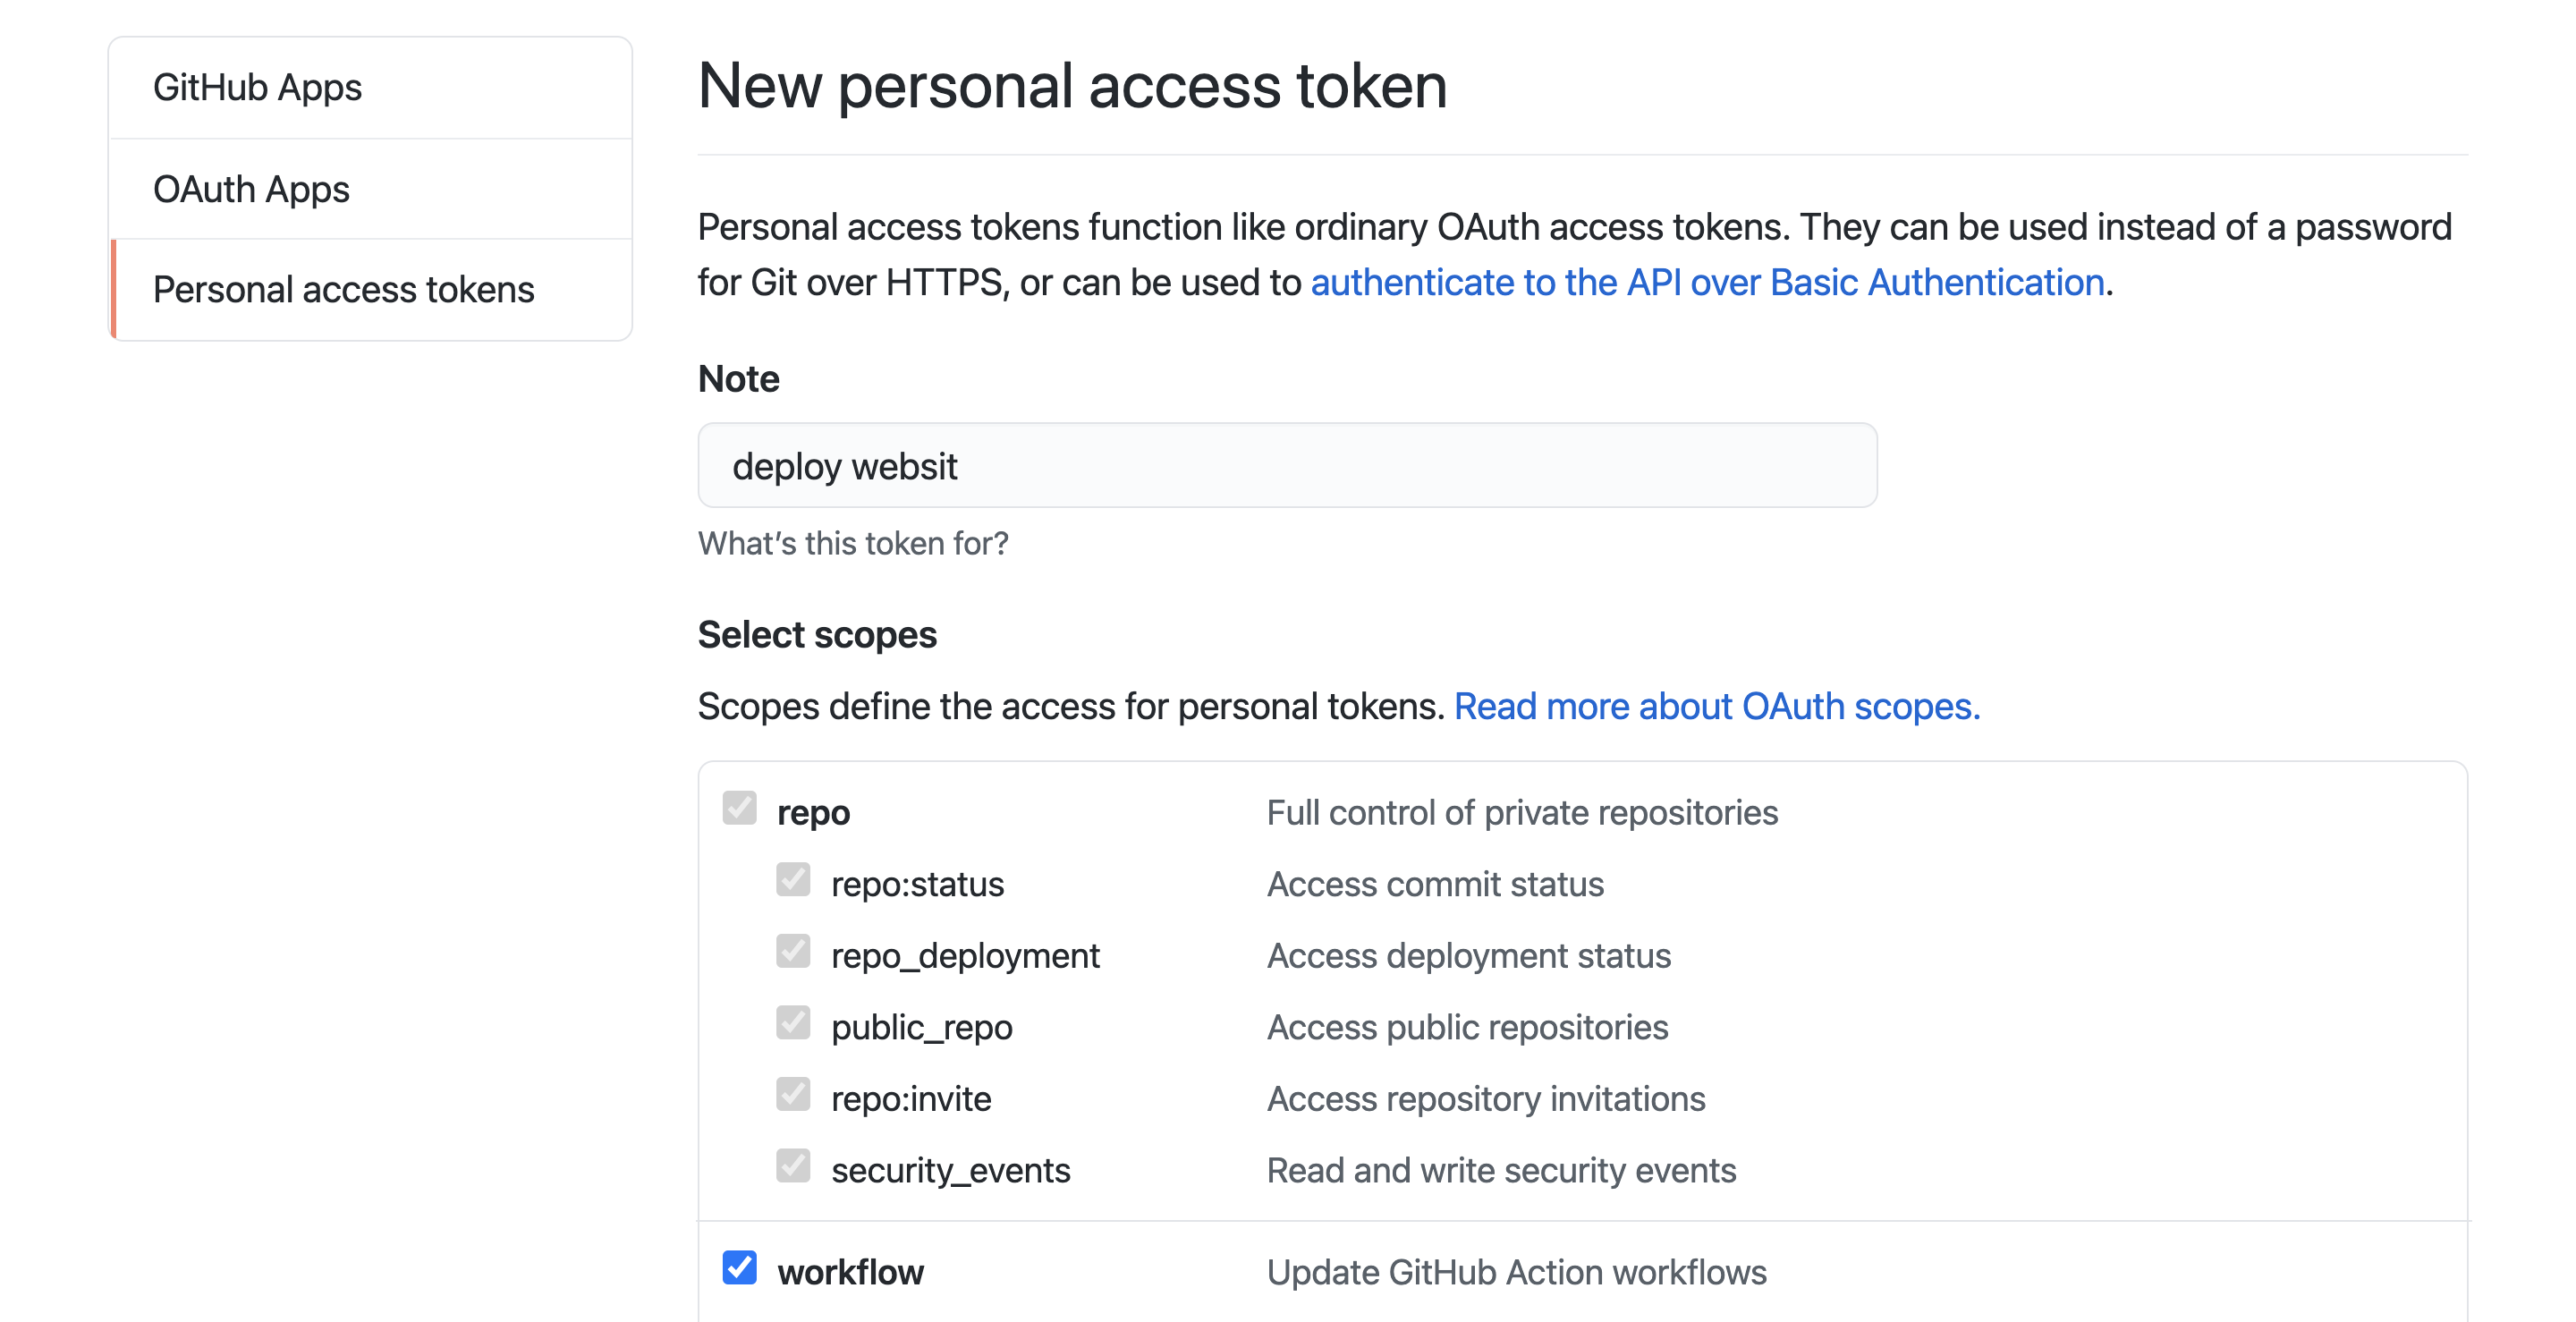 GitHub Apps
OAuth Apps
Personal access tokens
New personal access token
Personal access tokens function like ordinary OAuth access tokens. They can be used instead of a password
for Git over HTTPS, or can be used to authenticate to the API over Basic Authentication.
Note
deploy websit
What's this token for?
Select scopes
Scopes define the access for personal tokens. Read more about OAuth scopes.
repo Full control of private repositories
repo:status Access commit status
repo_deployment Access deployment status
public_repo Access public repositories
repo:invite Access repository invitations
security_events Read and write security events
workflow Update GitHub Action workflows